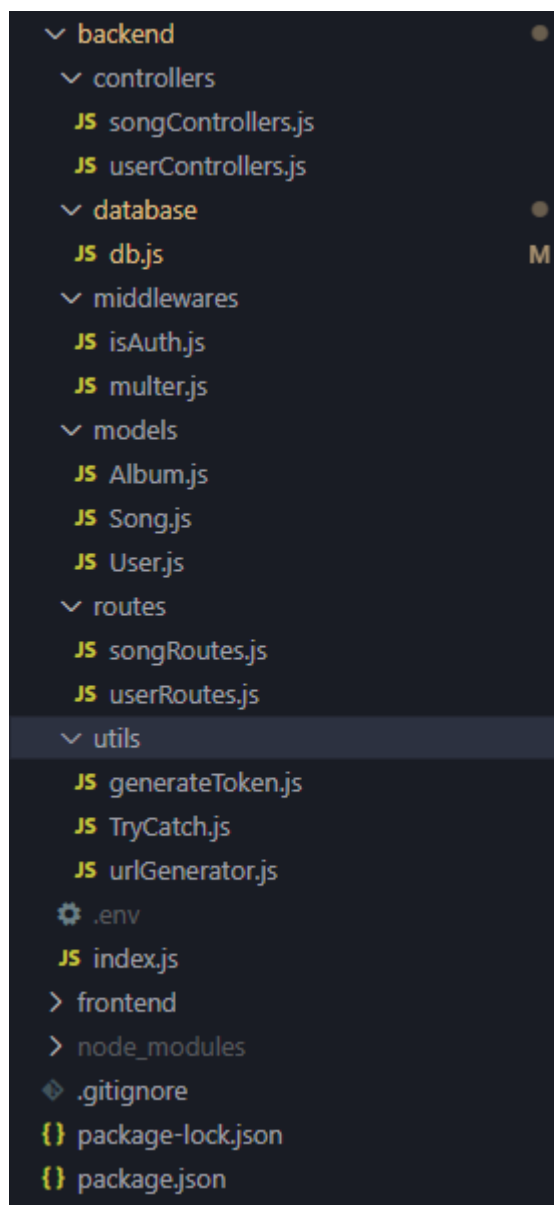 backend
controllers
JS songControllers.js
JS userControllers.js
database
JS db.js M
middlewares
JS isAuth.js
JS multer.js
models
JS Album.js
JS Song.js
JS User.js
routes
JS songRoutes.js
JS userRoutes.js
utils
JS generateToken.js
JS TryCatch.js
JS urlGenerator.js
.env
JS index.js
frontend
node_modules
.gitignore
{} package-lock.json
{} package.json